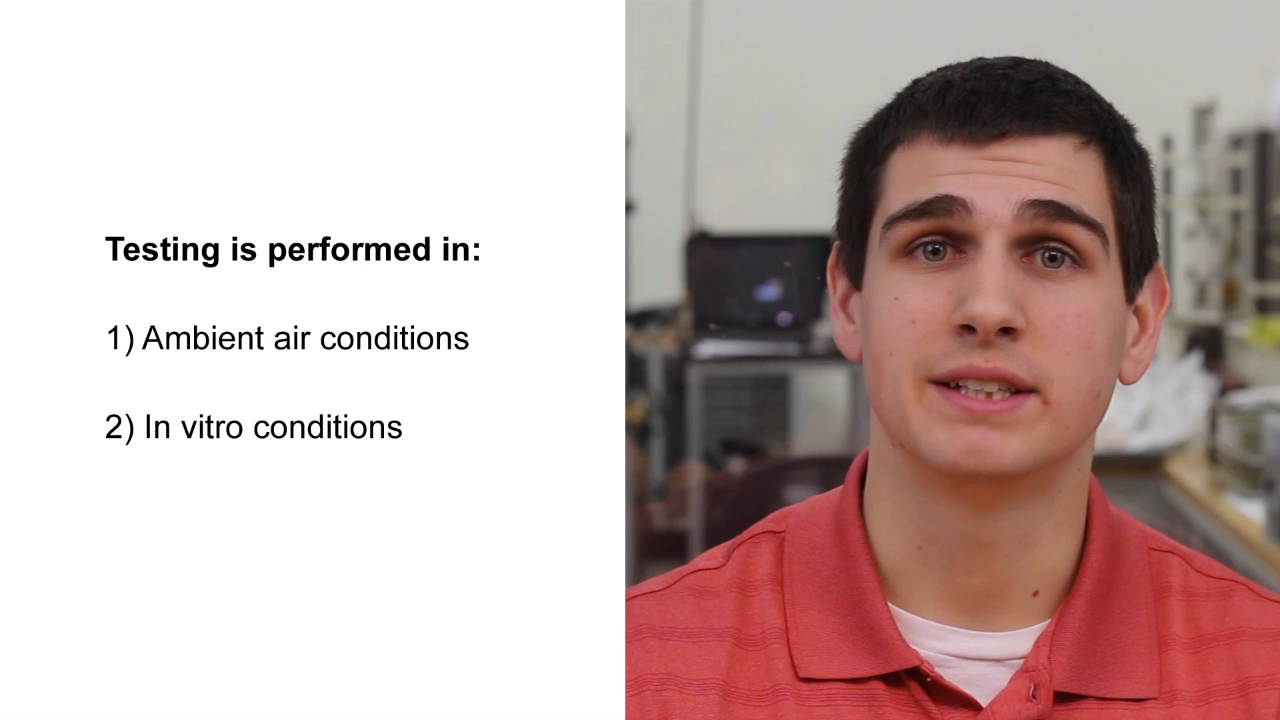 Testing is performed in:
1) Ambient air conditions
2) In vitro conditions